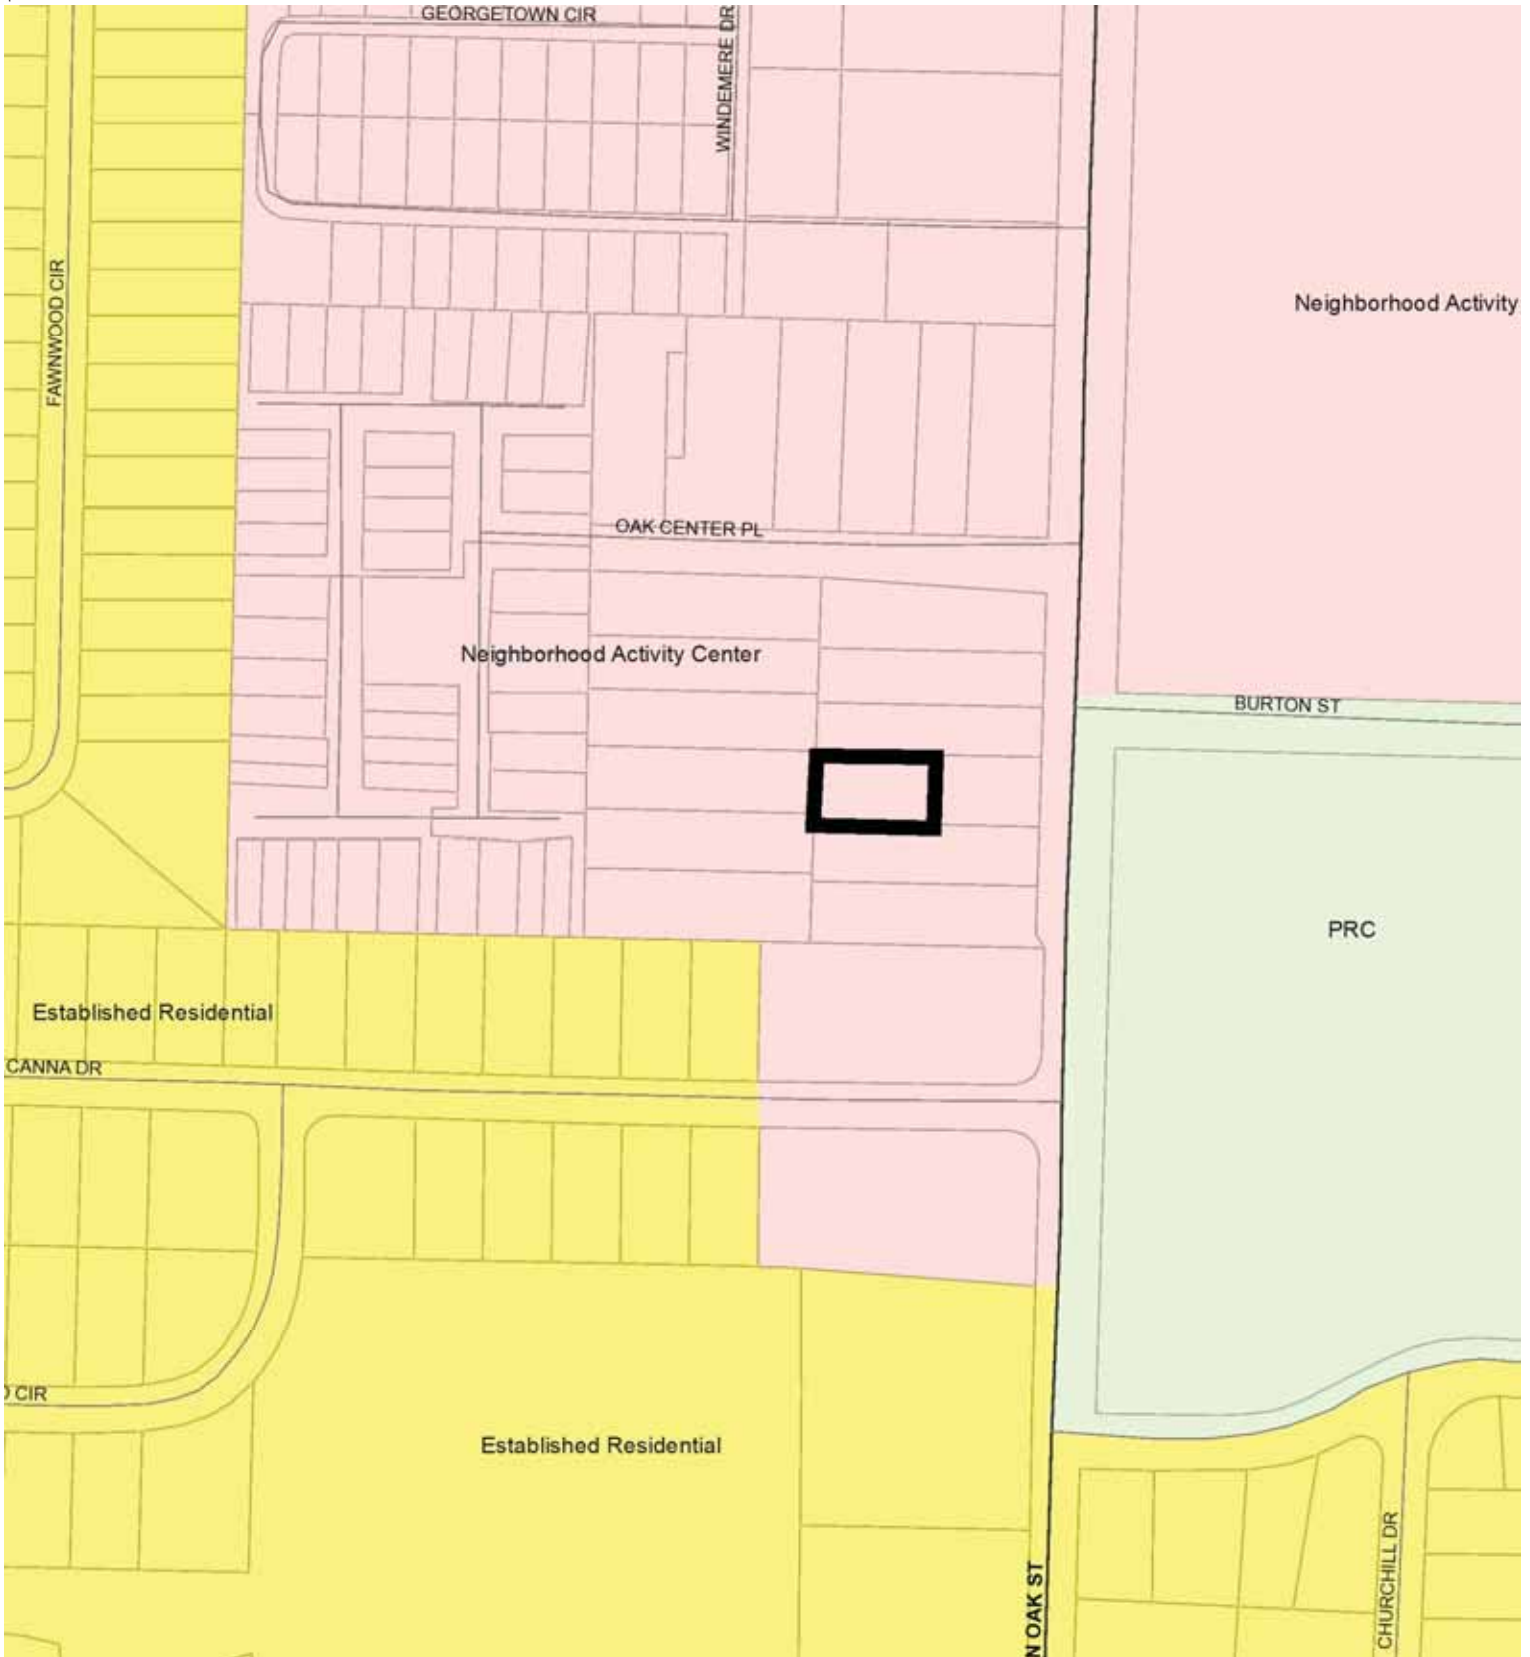 GEORGETOWN CIR
WINDEMERE DR
FAWNWOOD CIR
Neighborhood Activity
OAK CENTER PL
Neighborhood Activity Center
BURTON ST
PRC
Established Residential
CANNA DR
CIR
Established Residential
CHURCHILL DR
N OAK ST